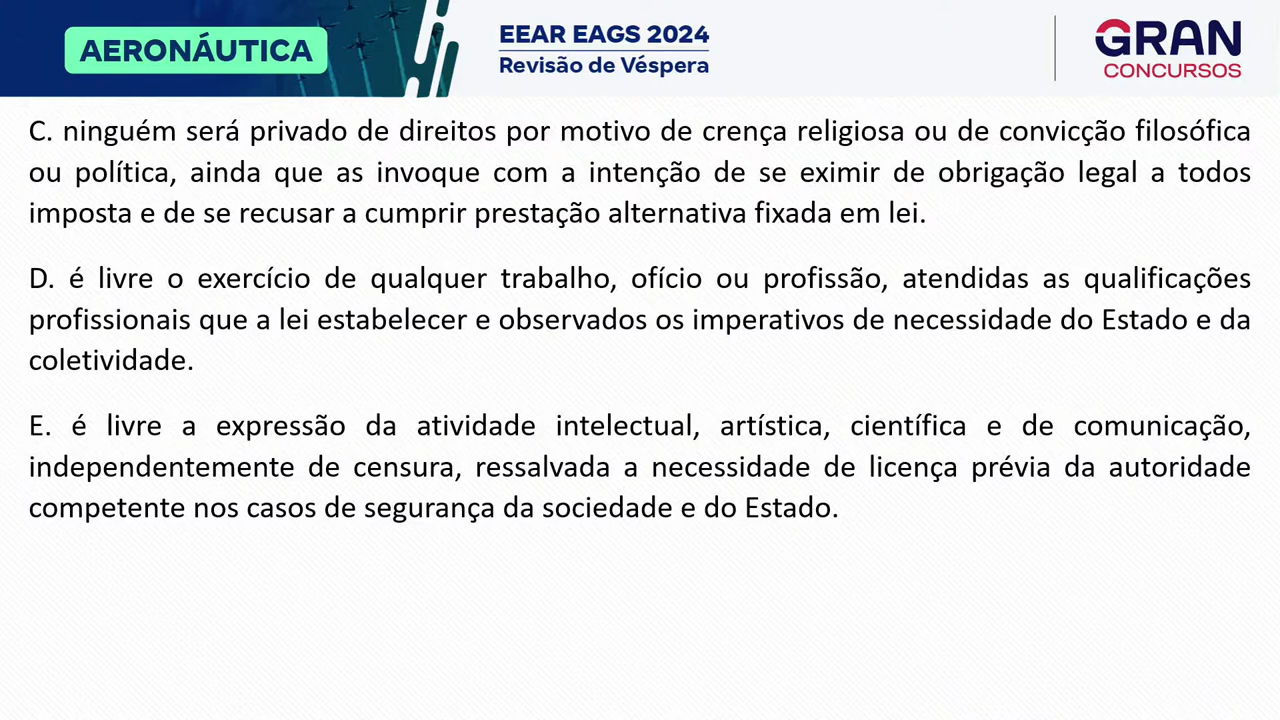 AERONÁUTICA
EEAR EAGS 2024
Revisão de Véspera
GRAN
CONCURSOS
C. ninguém será privado de direitos por motivo de crença religiosa ou de convicção filosófica
ou política, ainda que as invoque com a intenção de se eximir de obrigação legal a todos
imposta e de se recusar a cumprir prestação alternativa fixada em lei.
D. é livre o exercício de qualquer trabalho, ofício ou profissão, atendidas as qualificações
profissionais que a lei estabelecer e observados os imperativos de necessidade do Estado e da
coletividade.
E. é livre a expressão da atividade intelectual, artística, científica e de comunicação,
independentemente de censura, ressalvada a necessidade de licença prévia da autoridade
competente nos casos de segurança da sociedade e do Estado.